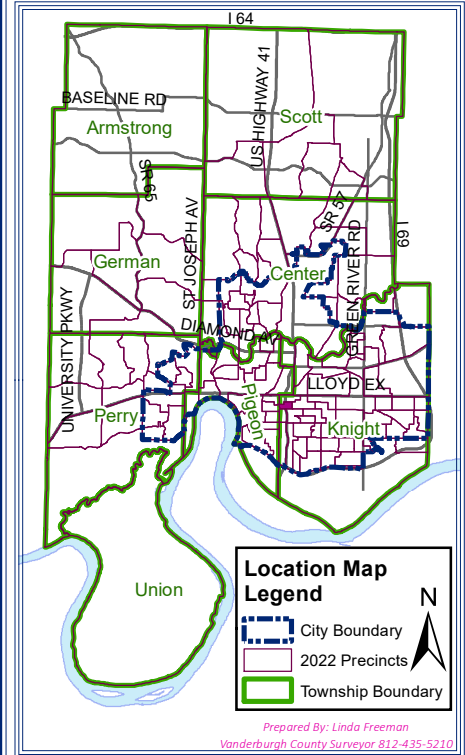 I 64
US HIGHWAY 41
BASELINE RD
Scott
Armstrong
SR 65
ST JOSEPH AV
SR 57
GREEN RIVER RD
I 69
German
Center
UNIVERSITY PKWY
DIAMOND AV
LLOYD EX
Perry
Pigeon
Knight
Union
Location Map
Legend
N
City Boundary
2022 Precincts
Township Boundary
Prepared By: Linda Freeman
Vanderburgh County Surveyor 812-435-5210